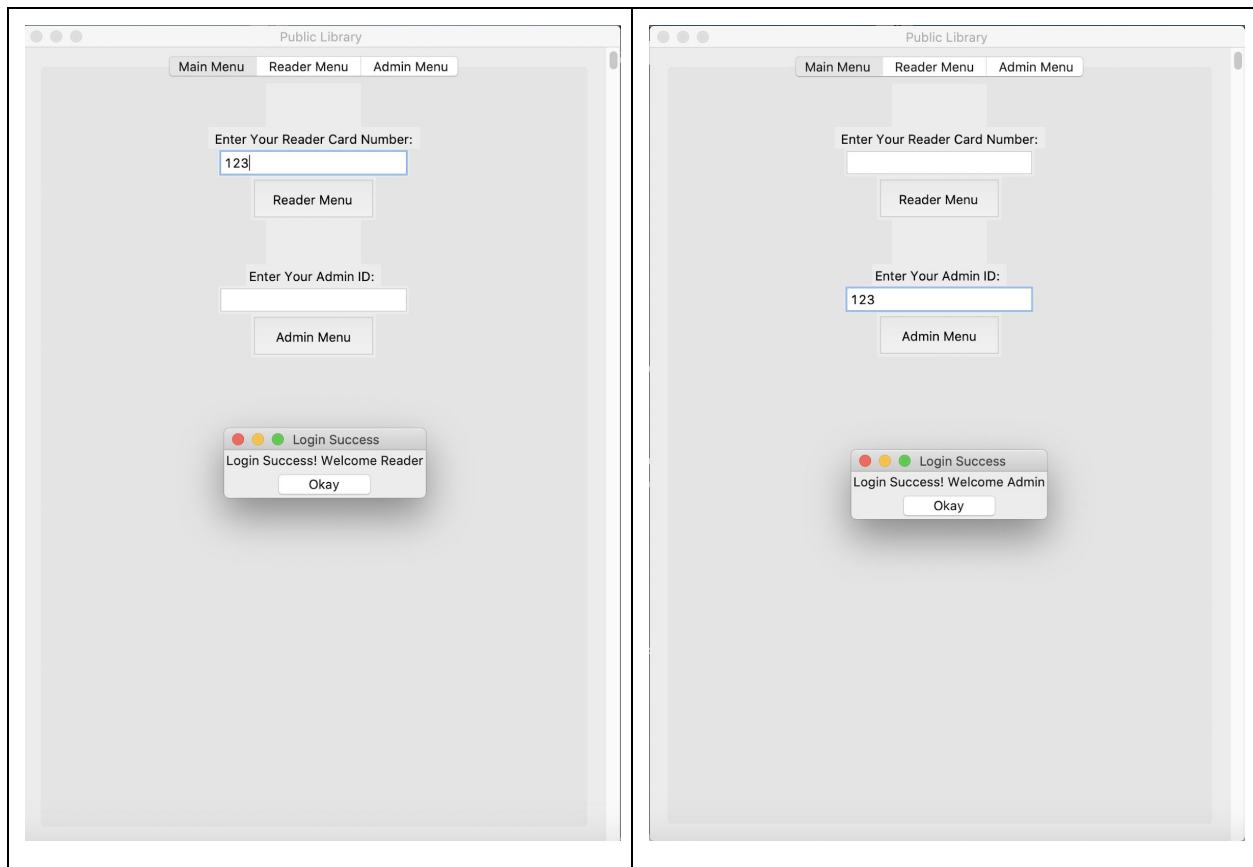 Public Library
Main Menu Reader Menu Admin Menu
Enter Your Reader Card Number:
123
Reader Menu
Enter Your Admin ID:
Admin Menu
Login Success
Login Success! Welcome Reader
Okay
Public Library
Main Menu Reader Menu Admin Menu
Enter Your Reader Card Number:
Reader Menu
Enter Your Admin ID:
123
Admin Menu
Login Success
Login Success! Welcome Admin
Okay